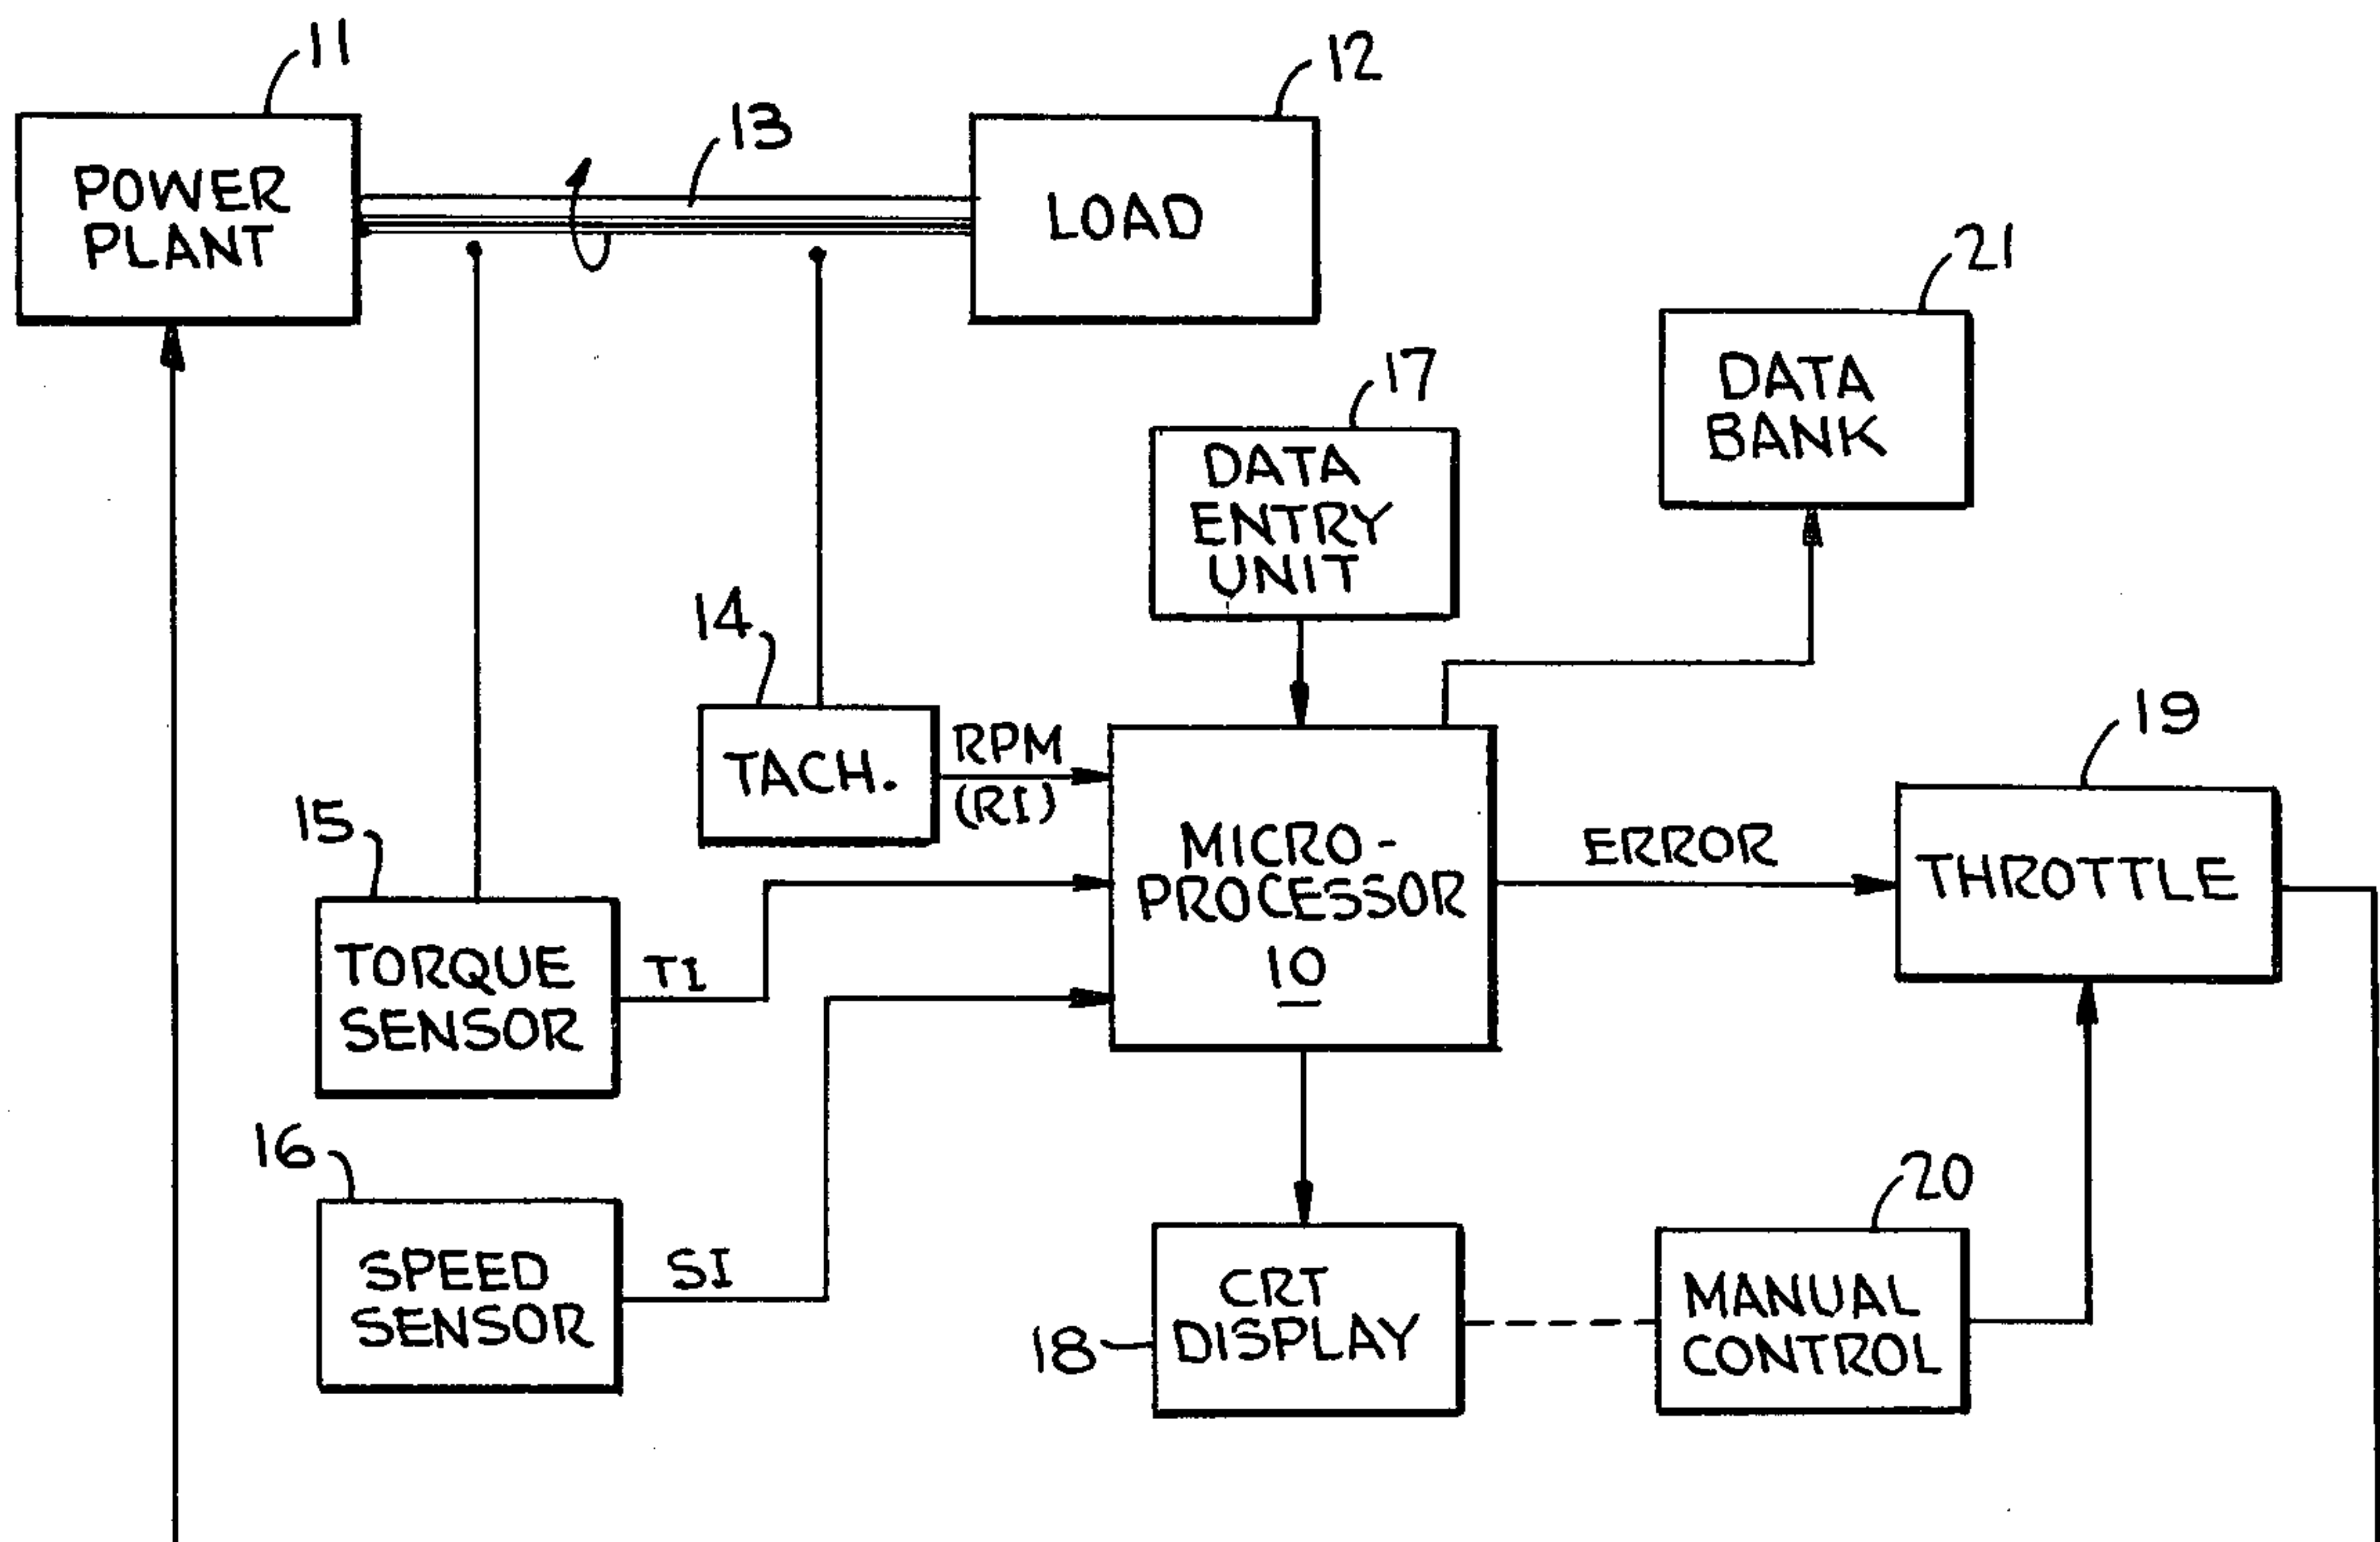 11
POWER
PLANT
13
12
LOAD
21
DATA
BANK
17
DATA
ENTRY
UNIT
14
TACH.
RPM
(RI)
15
TORQUE
SENSOR
TI
MICRO-
PROCESSOR
10
ERROR
19
THROTTLE
16
SPEED
SENSOR
SI
18
CRT
DISPLAY
20
MANUAL
CONTROL